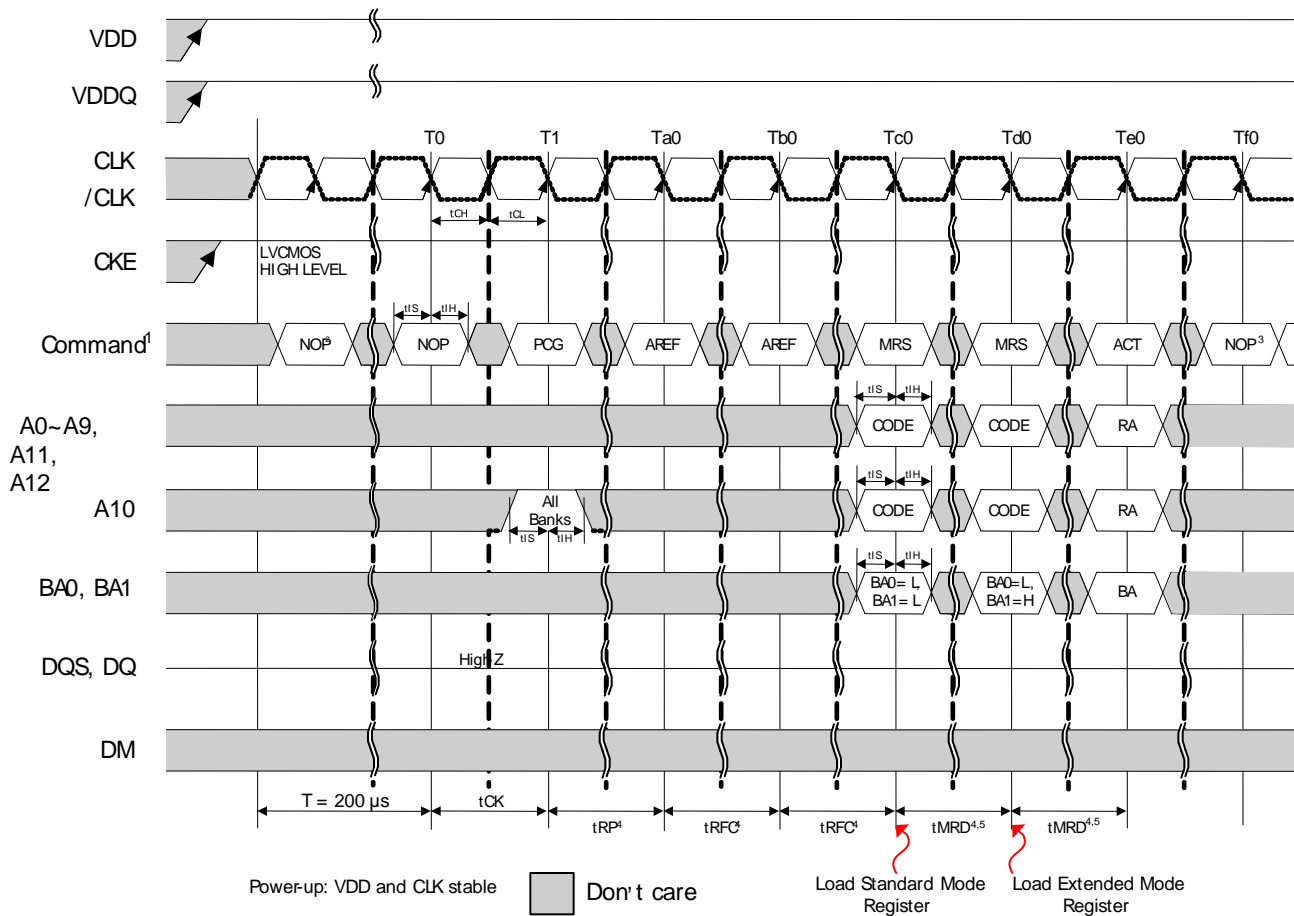 VDD
VDDQ
T0 T1 Ta0 Tb0 Tc0 Td0 Te0 Tf0
CLK
/CLK
tCH tCL
CKE
LVCMOS
HIGH LEVEL
tIS tIH
Command¹ NOP³ NOP PCG AREF AREF MRS MRS ACT NOP³
tIS tIH
A0~A9,
A11,
A12
CODE CODE RA
tIS tIH
A10
All
Banks
CODE CODE RA
tIS tIH
tIS tIH
BA0, BA1
BA0=L,
BA1=L
BA0=L,
BA1=H
BA
DQS, DQ
High-Z
DM
T = 200 µs tCK
tRP⁴ tRFC⁴ tRFC⁴ tMRD⁴,⁵ tMRD⁴,⁵
Power-up: VDD and CLK stable
Don't care
Load Standard Mode
Register
Load Extended Mode
Register